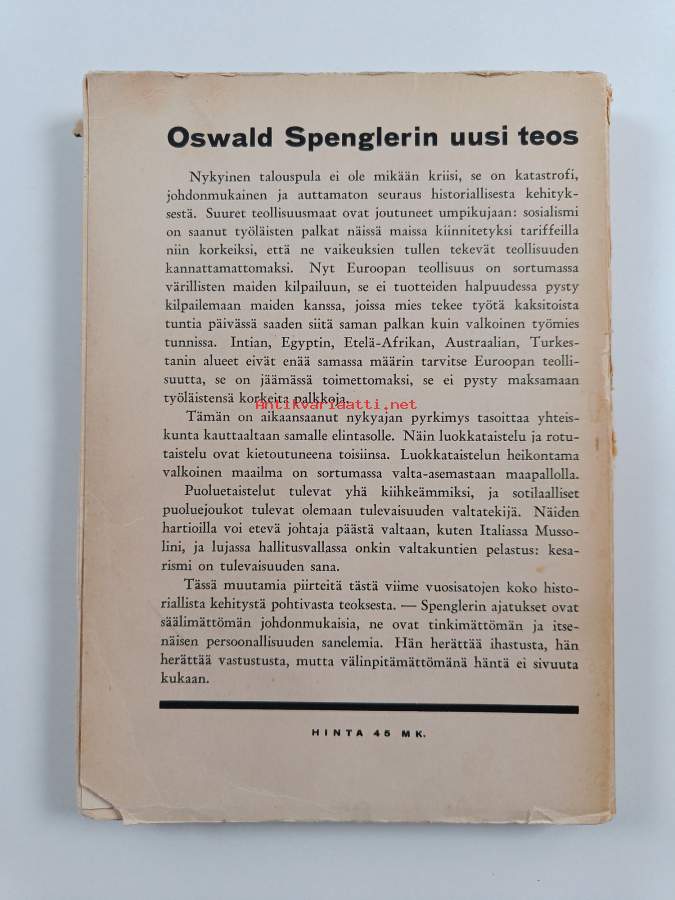 Oswald Spenglerin uusi teos
Nykyinen talouspula ei ole mikään kriisi, se on katastrofi,
johdonmukainen ja auttamaton seuraus historiallisesta kehityk-
sestä. Suuret teollisuusmaat ovat joutuneet umpikujaan: sosialismi
on saanut työläisten palkat näissä maissa kiinnitetyksi tariffeilla
niin korkeiksi, että ne vaikeuksien tullen tekevät teollisuuden
kannattamattomaksi. Nyt Euroopan teollisuus on sortumassa
värillisten maiden kilpailuun, se ei tuotteiden halpuudessa pysty
kilpailemaan maiden kanssa, joissa mies tekee työtä kaksitoista
tuntia päivässä saaden siitä saman palkan kuin valkoinen työmies
tunnissa. Intian, Egyptin, Etelä-Afrikan, Austraalian, Turkes-
tanin alueet eivät enää samassa määrin tarvitse Euroopan teolli-
suutta, se on jäämässä toimettomaksi, se ei pysty maksamaan
työläistensä korkeita palkkoja.
Antikvariaatti.net
Tämän on aikaansaanut nykyajan pyrkimys tasoittaa yhteis-
kunta kauttaaltaan samalle elintasolle. Näin luokkataistelu ja rotu-
taistelu ovat kietoutuneena toisiinsa. Luokkataistelun heikontama
valkoinen maailma on sortumassa valta-asemastaan maapallolla.
Puoluetaistelut tulevat yhä kiihkeämmiksi, ja sotilaalliset
puoluejoukot tulevat olemaan tulevaisuuden valtatekijä. Näiden
hartioilla voi etevä johtaja päästä valtaan, kuten Italiassa Musso-
lini, ja lujassa hallitusvallassa onkin valtakuntien pelastus: kesa-
rismi on tulevaisuuden sana.
Tässä muutamia piirteitä tästä viime vuosisatojen koko histo-
riallista kehitystä pohtivasta teoksesta. — Spenglerin ajatukset ovat
säälimättömän johdonmukaisia, ne ovat tinkimättömän ja itse-
näisen persoonallisuuden sanelemia. Hän herättää ihastusta, hän
herättää vastustusta, mutta välinpitämättömänä häntä ei sivuuta
kukaan.
HINTA 45 MK.